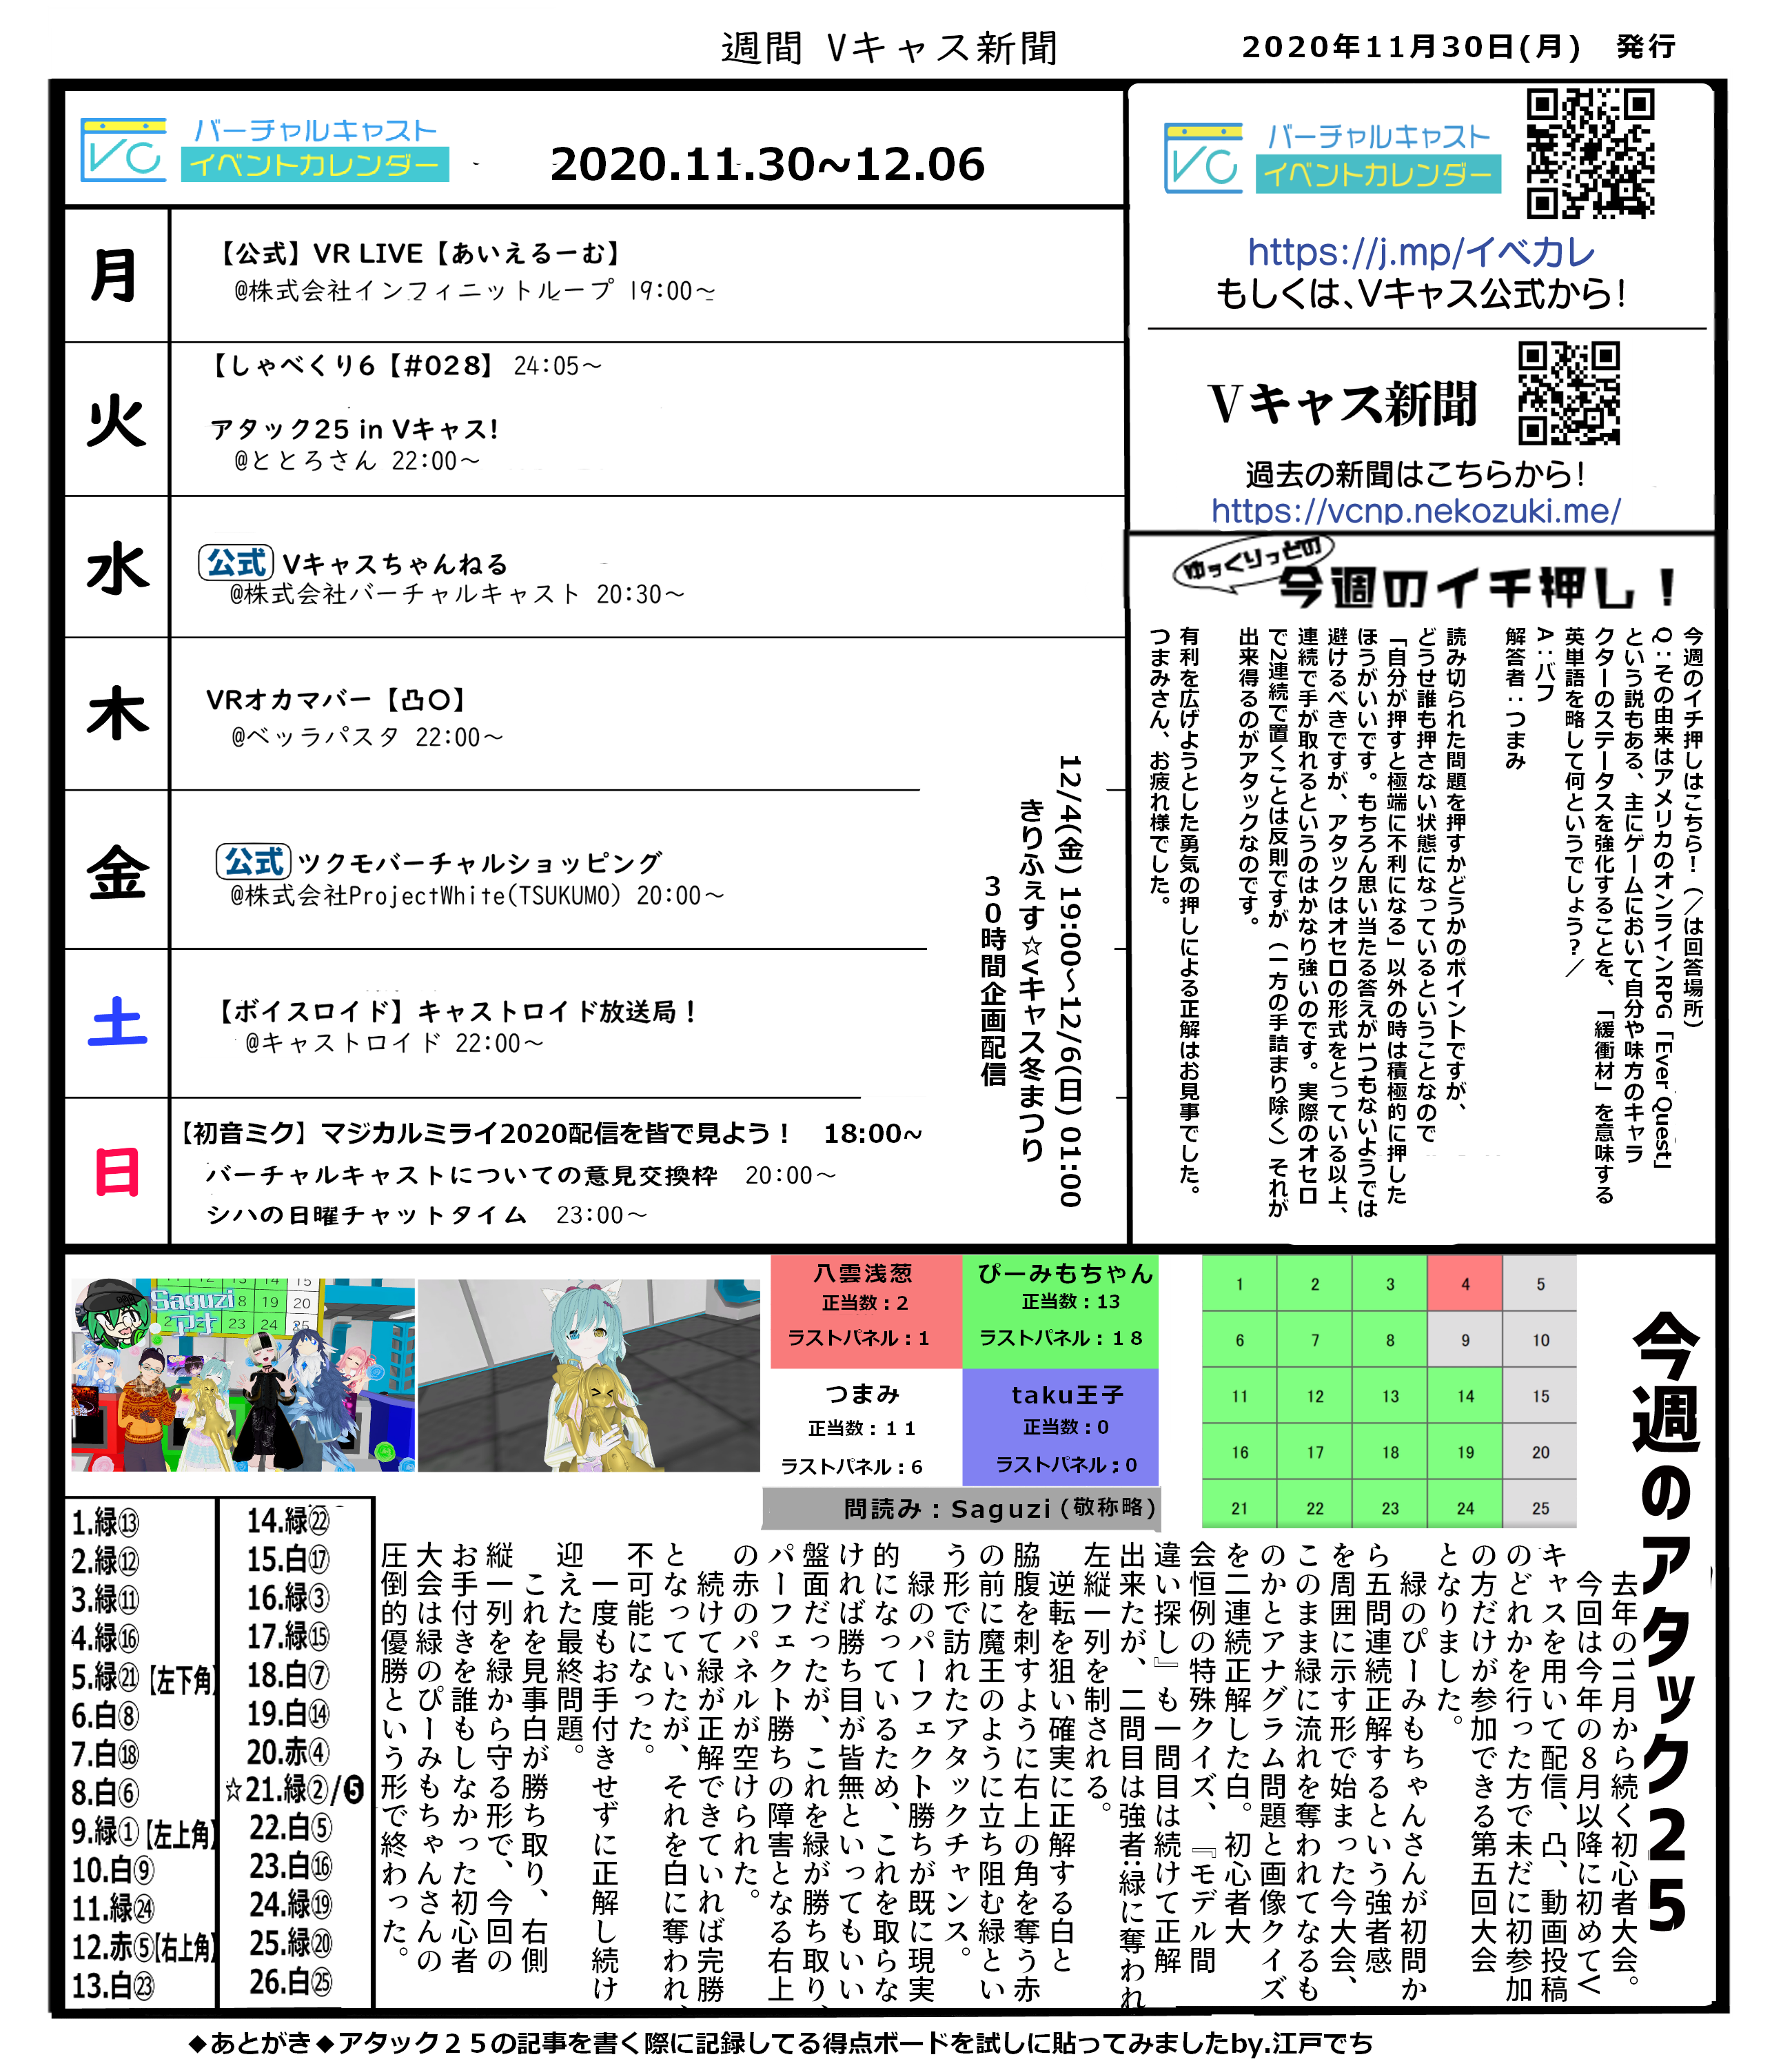 週間 Vキャス新聞
2020年11月30日(月) 発行
バーチャルキャスト
イベントカレンダー
2020.11.30~12.06
月
【公式】VR LIVE【あいえるーむ】
@株式会社インフィニットループ 19:00～
火
【しゃべくり6【#028】 24:05～
アタック25 in Vキャス!
@ととろさん 22:00～
水
公式 Vキャスちゃんねる
@株式会社バーチャルキャスト 20:30～
木
VRオカマバー【凸〇】
@ベッラパスタ 22:00～
金
公式 ツクモバーチャルショッピング
@株式会社ProjectWhite(TSUKUMO) 20:00～
土
【ボイスロイド】キャストロイド放送局！
@キャストロイド 22:00～
日
【初音ミク】マジカルミライ2020配信を皆で見よう！ 18:00~
バーチャルキャストについての意見交換枠 20:00～
シハの日曜チャットタイム 23:00～
12/4(金) 19:00～12/6(日) 01:00
きりふぇす☆Vキャス冬まつり
30時間企画配信
バーチャルキャスト
イベントカレンダー
https://j.mp/イベカレ
もしくは、Vキャス公式から!
Vキャス新聞
過去の新聞はこちらから!
https://vcnp.nekozuki.me/
ゆっくりっどの
今週のイチ押し！
今週のイチ押しはこちら!（／は回答場所）
Q：その由来はアメリカのオンラインRPG「Ever Quest」
という説もある、主にゲームにおいて自分や味方のキャラ
クターのステータスを強化することを、「緩衝材」を意味する
英単語を略して何というでしょう?／
A：バフ
解答者：つまみ
読み切られた問題を押すかどうかのポイントですが、
どうせ誰も押さない状態になっているということなので
「自分が押すと極端に不利になる」以外の時は積極的に押した
ほうがいいです。もちろん思い当たる答えが1つもないようでは
避けるべきですが、アタックはオセロの形式をとっている以上、
連続で手が取れるというのはかなり強いのです。実際のオセロ
で2連続で置くことは反則ですが（一方の手詰まり除く）それが
出来得るのがアタックなのです。
有利を広げようとした勇気の押しによる正解はお見事でした。
つまみさん、お疲れ様でした。
今週のアタック25
1 2 3 4 5
6 7 8 9 10
11 12 13 14 15
16 17 18 19 20
21 22 23 24 25
八雲浅葱
正当数：2
ラストパネル：1
ぴーみもちゃん
正当数：13
ラストパネル：１８
つまみ
正当数：１１
ラストパネル：6
taku王子
正当数：0
ラストパネル：0
問読み：Saguzi（敬称略）
Saguzi
アナ
14 15
8 19 20
2 23 24 25
去年の11月から続く初心者大会。
今回は今年の８月以降に初めてV
キャスを用いて配信、凸、動画投稿
のどれかを行った方で未だに初参加
の方だけが参加できる第五回大会
となりました。
緑のぴーみもちゃんさんが初問か
ら五問連続正解するという強者感
を周囲に示す形で始まった今大会、
このまま緑に流れを奪われてなるも
のかとアナグラム問題と画像クイズ
を二連続正解した白。初心者大
会恒例の特殊クイズ、『モデル間
違い探し』も一問目は続けて正解
出来たが、二問目は強者:緑に奪われ
左縦一列を制される。
逆転を狙い確実に正解する白と
脇腹を刺すように右上の角を奪う赤
の前に魔王のように立ち阻む緑とい
う形で訪れたアタックチャンス。
緑のパーフェクト勝ちが既に現実
的になっているため、これを取らな
ければ勝ち目が皆無といってもいい
盤面だったが、これを緑が勝ち取り、
パーフェクト勝ちの障害となる右上
の赤のパネルが空けられた。
続けて緑が正解できていれば完勝
となっていたが、それを白に奪われ、
不可能になった。
一度もお手付きせずに正解し続け
迎えた最終問題。
これを見事白が勝ち取り、右側
縦一列を緑から守る形で、今回の
お手付きを誰もしなかった初心者
大会は緑のぴーみもちゃんさんの
圧倒的優勝という形で終わった。
1.緑⑬
2.緑⑫
3.緑⑪
4.緑⑯
5.緑㉑【左下角】
6.白⑧
7.白⑱
8.白⑥
9.緑①【左上角】
10.白⑨
11.緑㉔
12.赤⑤【右上角】
13.白㉓
14.緑㉒
15.白⑰
16.緑③
17.緑⑮
18.白⑦
19.白⑭
20.赤④
☆21.緑②/❺
22.白⑤
23.白⑯
24.緑⑲
25.緑⑳
26.白㉕
◆あとがき◆アタック２５の記事を書く際に記録してる得点ボードを試しに貼ってみましたby.江戸でち